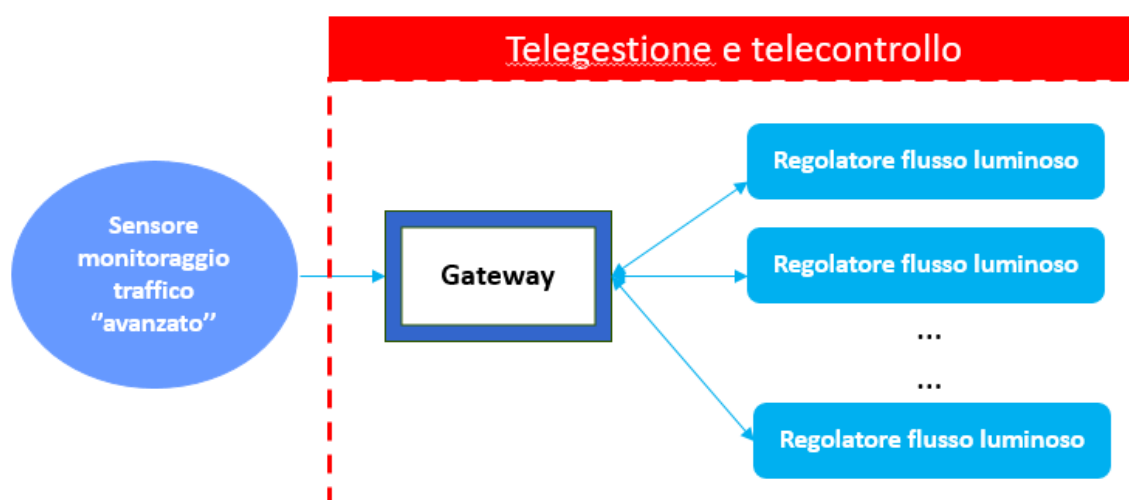 Telegestione e telecontrollo
Sensore
monitoraggio
traffico
‘’avanzato’’
Gateway
Regolatore flusso luminoso
Regolatore flusso luminoso
...
...
Regolatore flusso luminoso